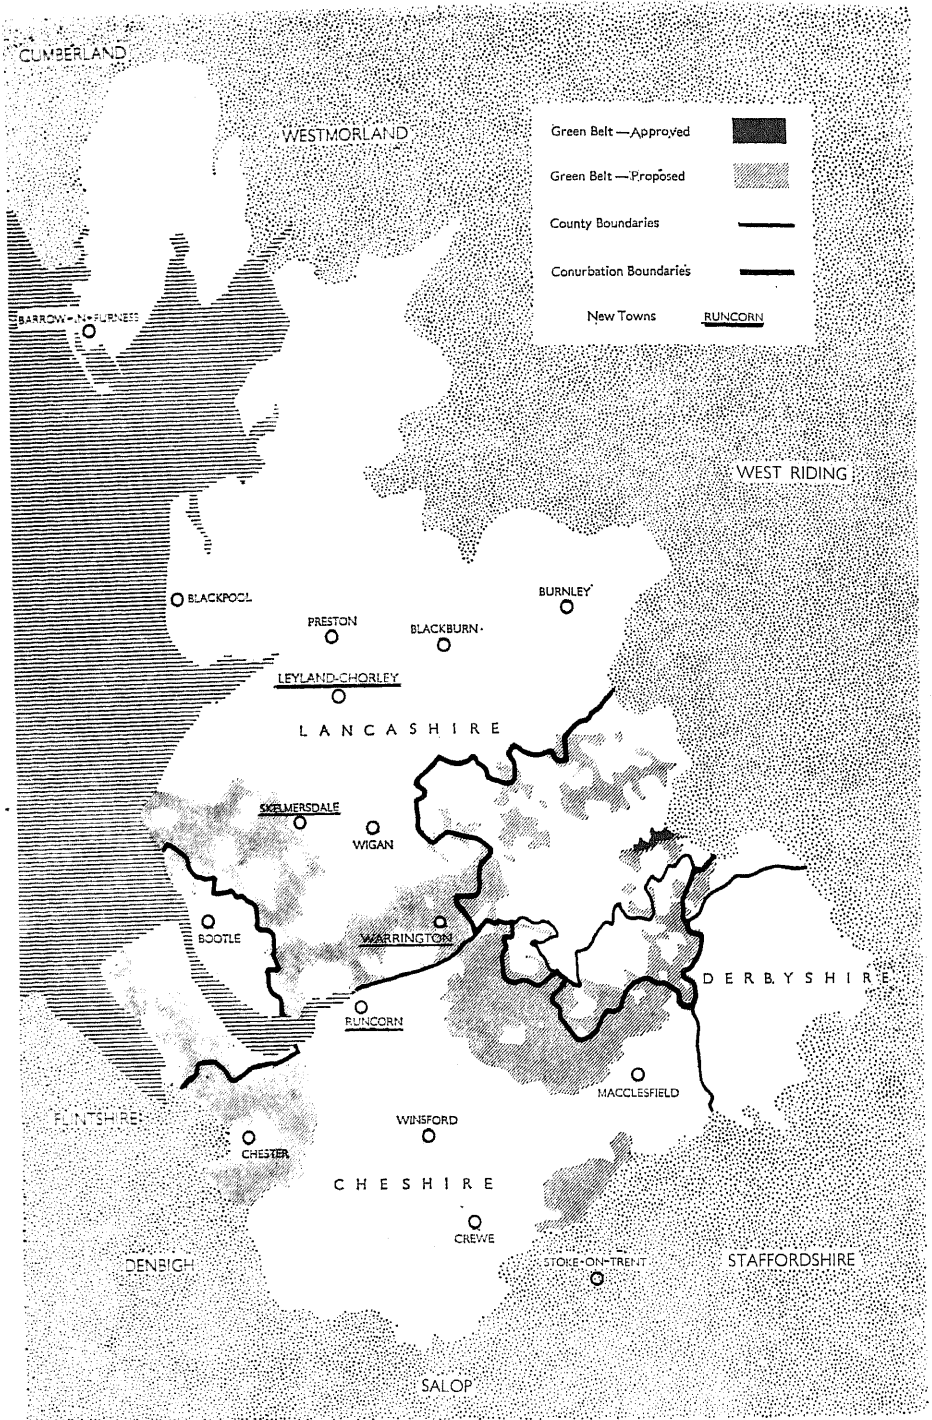 CUMBERLAND
WESTMORLAND
Green Belt — Approved
Green Belt — Proposed
County Boundaries
Conurbation Boundaries
New Towns RUNCORN
BARROW-IN-FURNESS
WEST RIDING
BLACKPOOL
BURNLEY
PRESTON
BLACKBURN
LEYLAND-CHORLEY
LANCASHIRE
SKELMERSDALE
WIGAN
BOOTLE
WARRINGTON
DERBYSHIRE
RUNCORN
MACCLESFIELD
FLINTSHIRE
WINSFORD
CHESTER
CHESHIRE
CREWE
DENBIGH
STOKE-ON-TRENT
STAFFORDSHIRE
SALOP